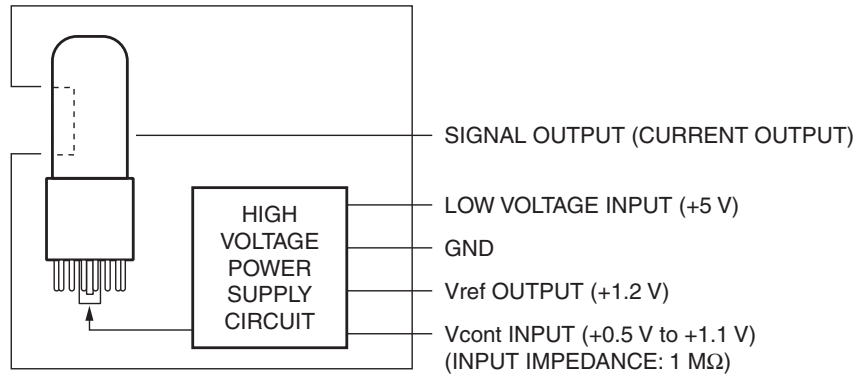 SIGNAL OUTPUT (CURRENT OUTPUT)
HIGH
VOLTAGE
POWER
SUPPLY
CIRCUIT
LOW VOLTAGE INPUT (+5 V)
GND
Vref OUTPUT (+1.2 V)
Vcont INPUT (+0.5 V to +1.1 V)
(INPUT IMPEDANCE: 1 MΩ)